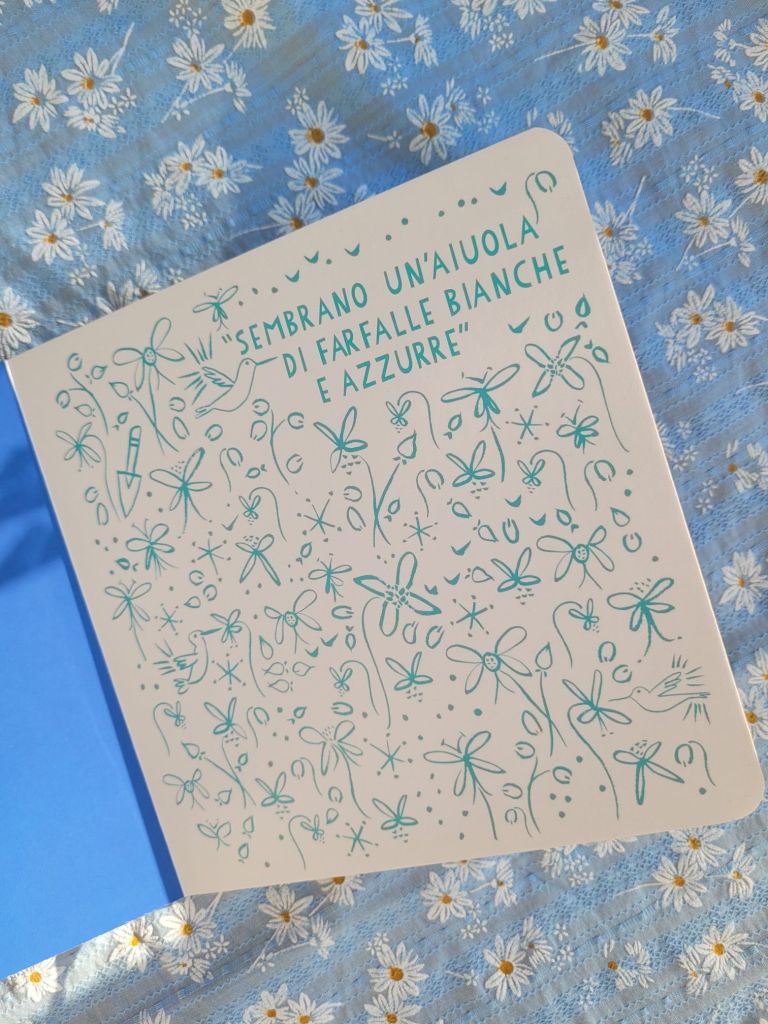 "SEMBRANO UN'AIUOLA
DI FARFALLE BIANCHE
E AZZURRE"